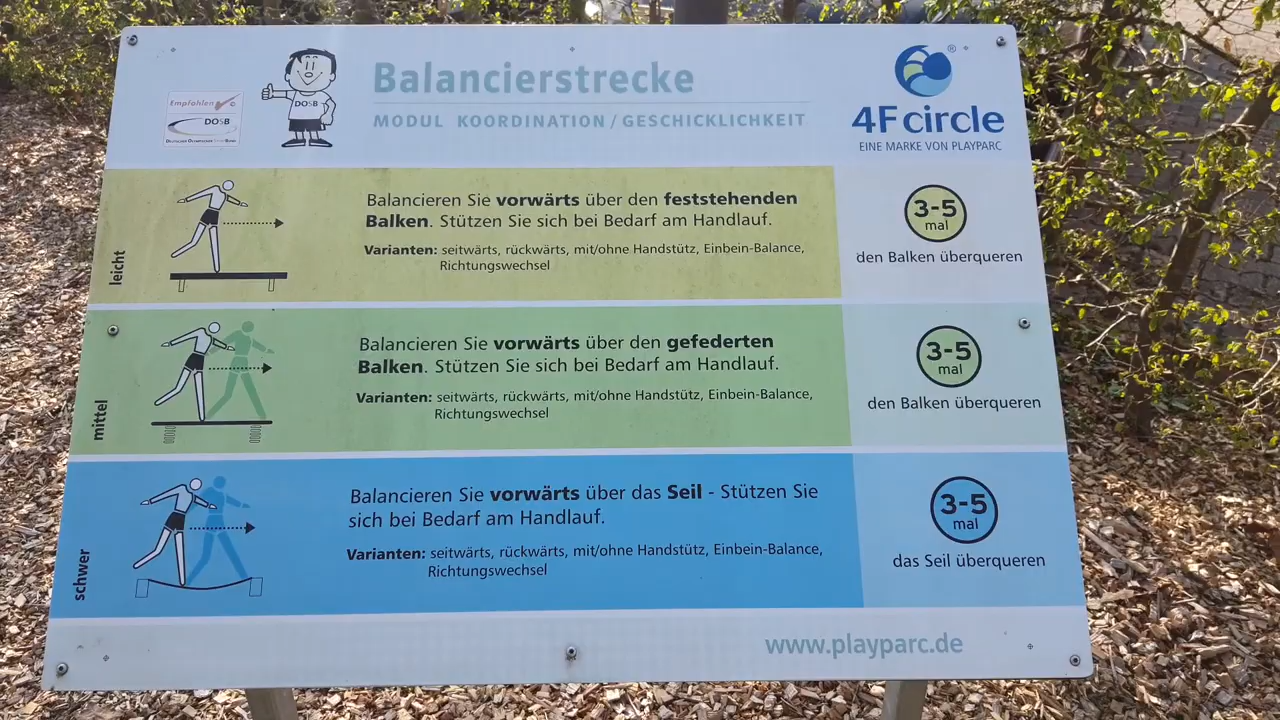 Empfohlen
DOSB
DEUTSCHER OLYMPISCHER SPORTBUND
DOSB
Balancierstrecke
MODUL KOORDINATION / GESCHICKLICHKEIT
®
4F circle
EINE MARKE VON PLAYPARC
leicht
Balancieren Sie vorwärts über den feststehenden
Balken. Stützen Sie sich bei Bedarf am Handlauf.
Varianten: seitwärts, rückwärts, mit/ohne Handstütz, Einbein-Balance,
Richtungswechsel
3-5
mal
den Balken überqueren
mittel
Balancieren Sie vorwärts über den gefederten
Balken. Stützen Sie sich bei Bedarf am Handlauf.
Varianten: seitwärts, rückwärts, mit/ohne Handstütz, Einbein-Balance,
Richtungswechsel
3-5
mal
den Balken überqueren
schwer
Balancieren Sie vorwärts über das Seil - Stützen Sie
sich bei Bedarf am Handlauf.
Varianten: seitwärts, rückwärts, mit/ohne Handstütz, Einbein-Balance,
Richtungswechsel
3-5
mal
das Seil überqueren
www.playparc.de